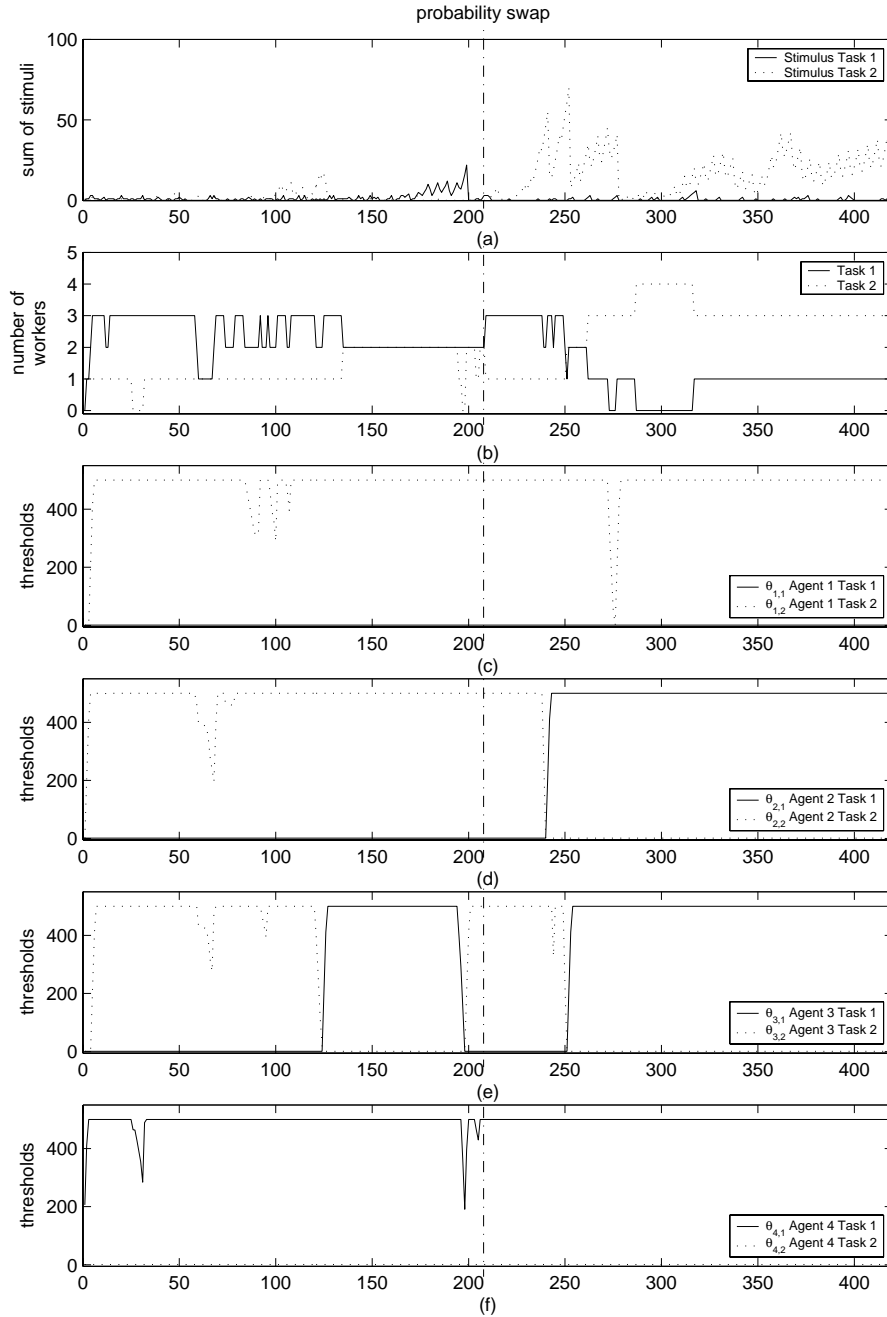 probability swap
100
50
0
sum of stimuli
Stimulus Task 1
Stimulus Task 2
0 50 100 150 200 250 300 350 400
(a)
5
4
3
2
1
0
number of
workers
Task 1
Task 2
0 50 100 150 200 250 300 350 400
(b)
400
200
0
thresholds
θ1,1 Agent 1 Task 1
θ1,2 Agent 1 Task 2
0 50 100 150 200 250 300 350 400
(c)
400
200
0
thresholds
θ2,1 Agent 2 Task 1
θ2,2 Agent 2 Task 2
0 50 100 150 200 250 300 350 400
(d)
400
200
0
thresholds
θ3,1 Agent 3 Task 1
θ3,2 Agent 3 Task 2
0 50 100 150 200 250 300 350 400
(e)
400
200
0
thresholds
θ4,1 Agent 4 Task 1
θ4,2 Agent 4 Task 2
0 50 100 150 200 250 300 350 400
(f)